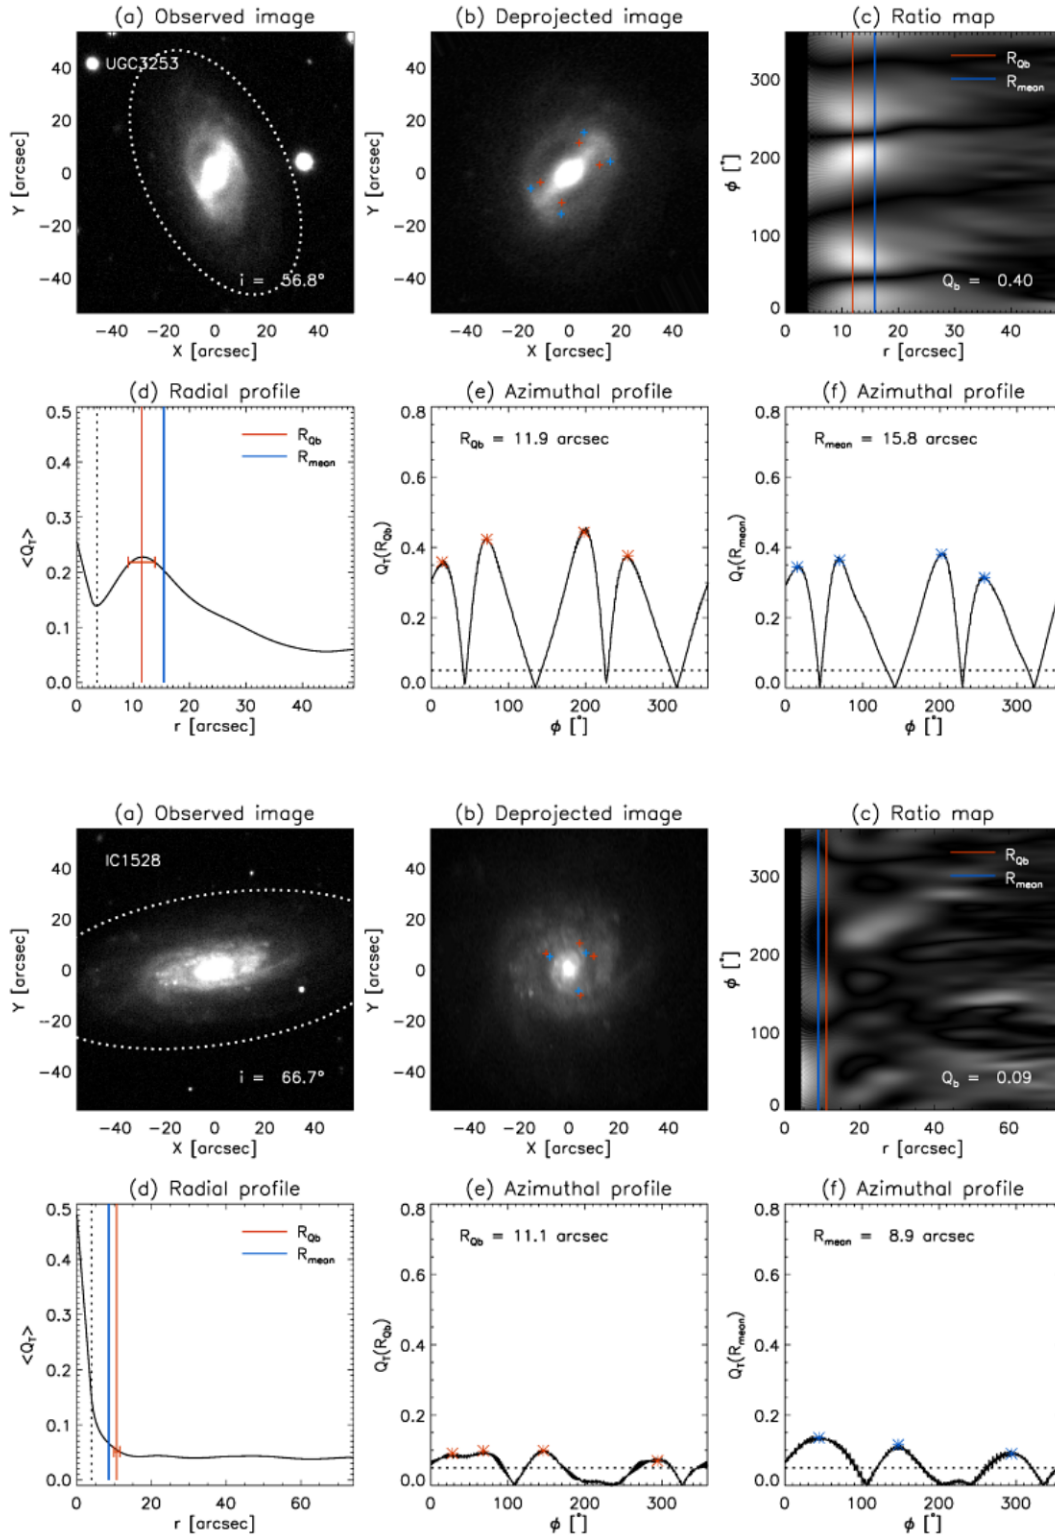 (a) Observed image (b) Deprojected image (c) Ratio map
UGC3253
i = 56.8°
R_Qb
R_mean
Q_b = 0.40
Y [arcsec] Y [arcsec] ϕ [°]
40 20 0 −20 −40
40 20 0 −20 −40
300 200 100 0
−40 −20 0 20 40 −40 −20 0 20 40 0 10 20 30 40
X [arcsec] X [arcsec] r [arcsec]
(d) Radial profile (e) Azimuthal profile (f) Azimuthal profile
R_Qb
R_mean
R_Qb = 11.9 arcsec
R_mean = 15.8 arcsec
<Q_T> Q_T(R_Qb) Q_T(R_mean)
0.5 0.4 0.3 0.2 0.1 0.0
0.8 0.6 0.4 0.2 0.0
0.8 0.6 0.4 0.2 0.0
0 20 40 0 100 200 300 0 100 200 300
r [arcsec] ϕ [°] ϕ [°]
(a) Observed image (b) Deprojected image (c) Ratio map
IC1528
i = 66.7°
R_Qb
R_mean
Q_b = 0.09
Y [arcsec] Y [arcsec] ϕ [°]
40 20 0 −20 −40
40 20 0 −20 −40
300 200 100 0
−40 −20 0 20 40 −40 −20 0 20 40 0 20 40 60
X [arcsec] X [arcsec] r [arcsec]
(d) Radial profile (e) Azimuthal profile (f) Azimuthal profile
R_Qb
R_mean
R_Qb = 11.1 arcsec
R_mean = 8.9 arcsec
<Q_T> Q_T(R_Qb) Q_T(R_mean)
0.5 0.4 0.3 0.2 0.1 0.0
0.8 0.6 0.4 0.2 0.0
0.8 0.6 0.4 0.2 0.0
0 20 40 60 0 100 200 300 0 100 200 300
r [arcsec] ϕ [°] ϕ [°]